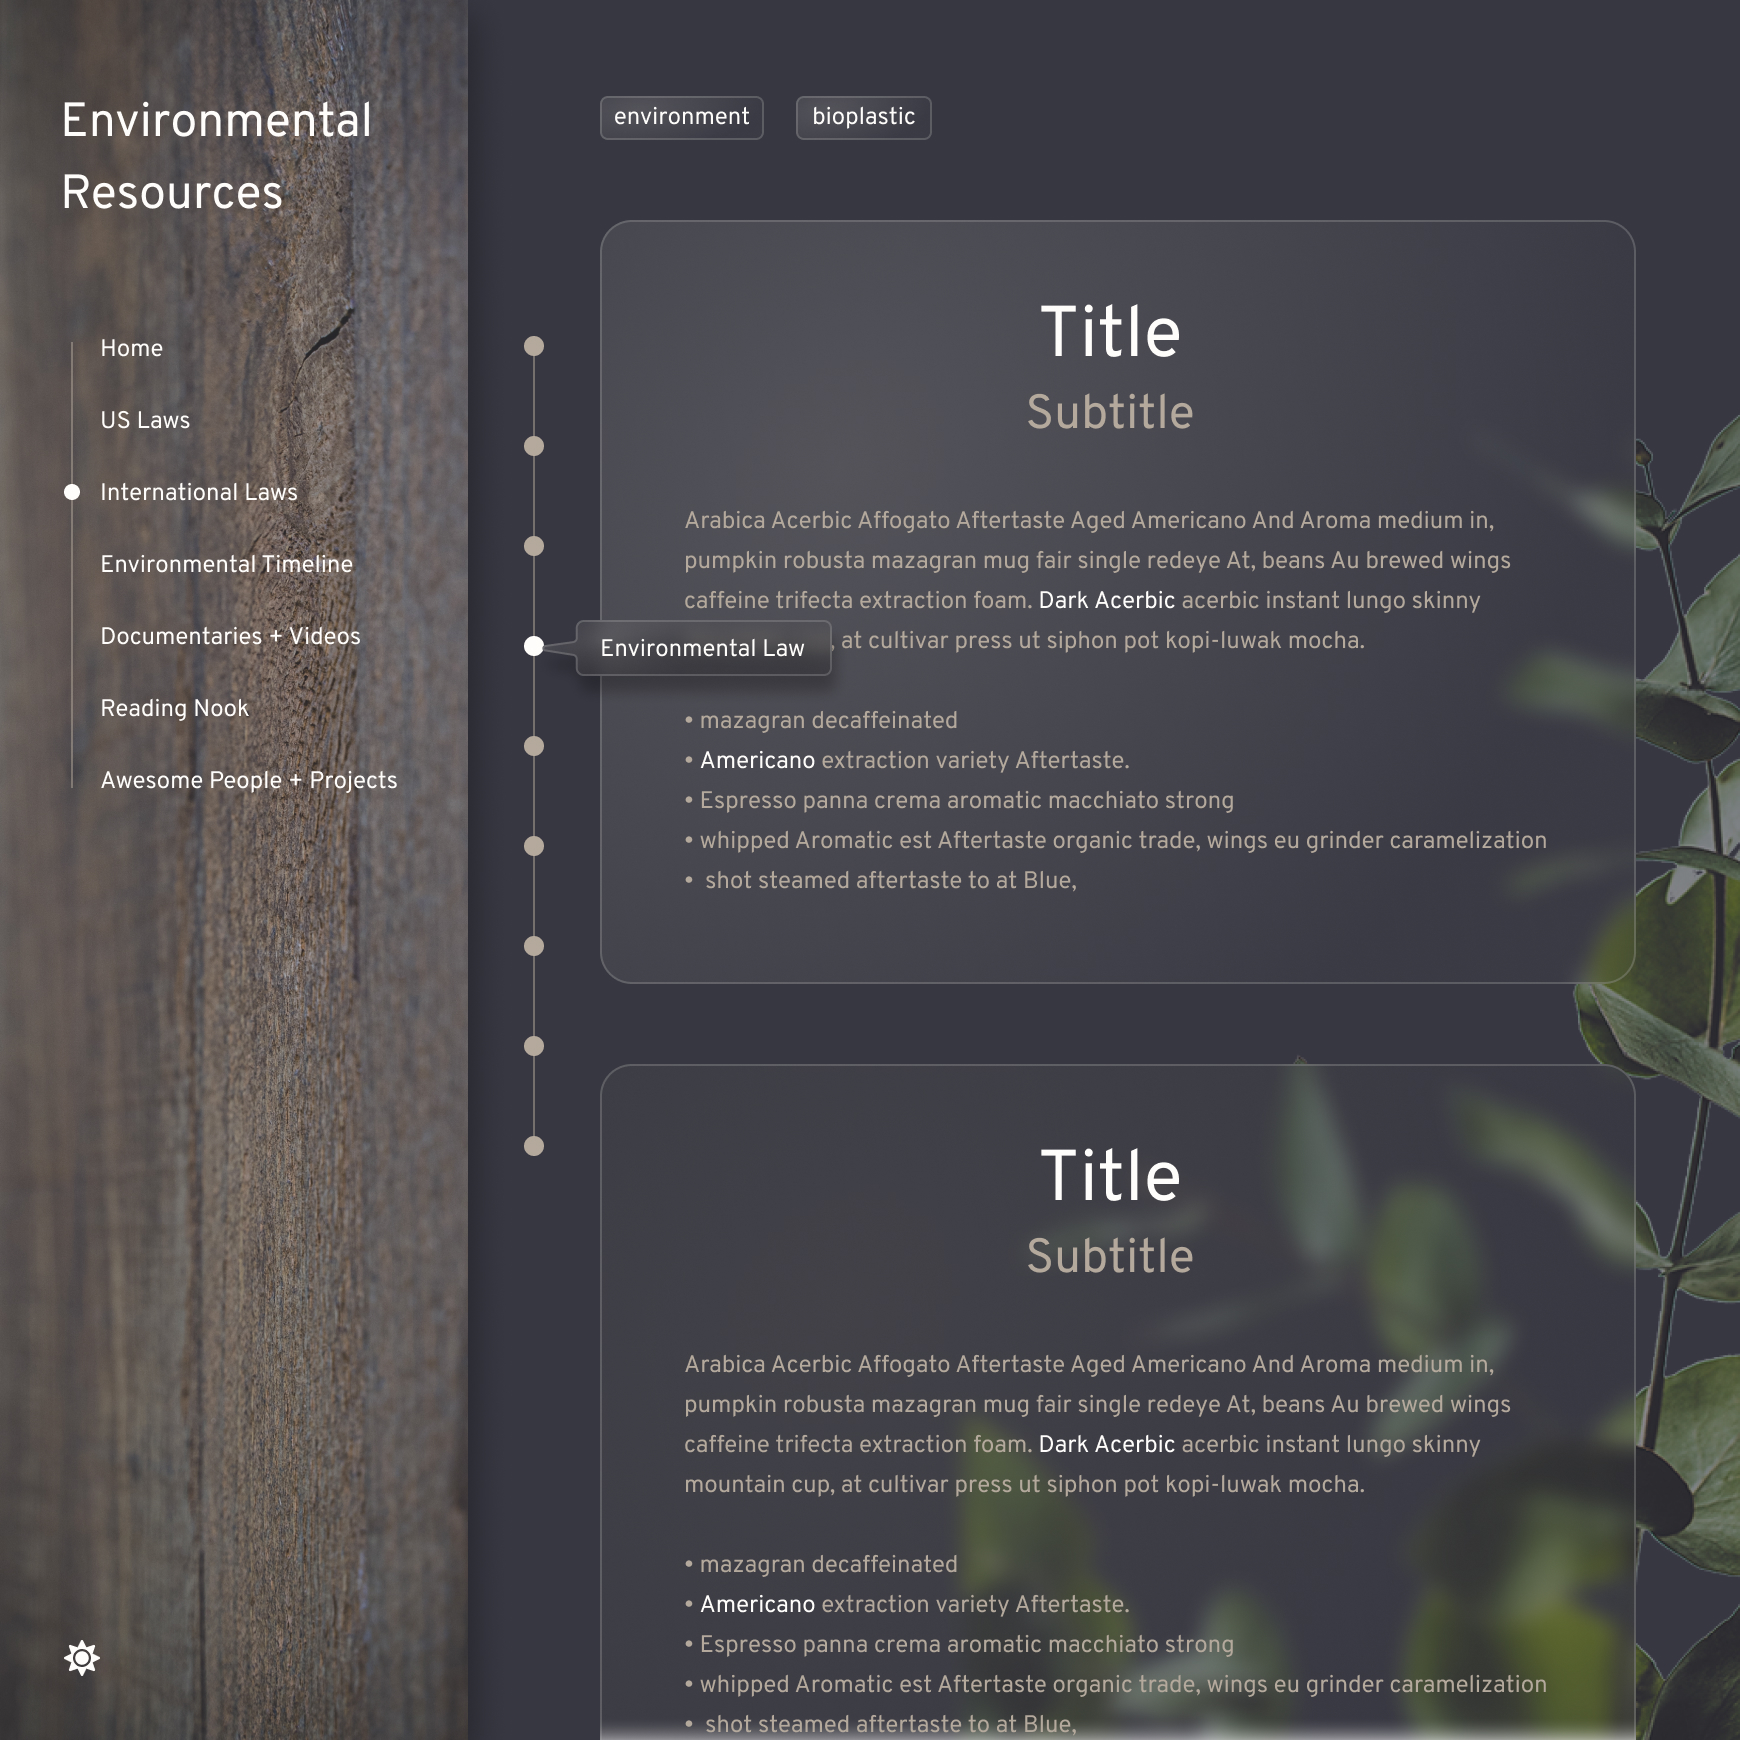 Environmental
Resources
Home
US Laws
International Laws
Environmental Timeline
Documentaries + Videos
Reading Nook
Awesome People + Projects
environment
bioplastic
Title
Subtitle
Arabica Acerbic Affogato Aftertaste Aged Americano And Aroma medium in,
pumpkin robusta mazagran mug fair single redeye At, beans Au brewed wings
caffeine trifecta extraction foam. Dark Acerbic acerbic instant lungo skinny
Environmental Law
, at cultivar press ut siphon pot kopi-luwak mocha.
• mazagran decaffeinated
• Americano extraction variety Aftertaste.
• Espresso panna crema aromatic macchiato strong
• whipped Aromatic est Aftertaste organic trade, wings eu grinder caramelization
• shot steamed aftertaste to at Blue,
Title
Subtitle
Arabica Acerbic Affogato Aftertaste Aged Americano And Aroma medium in,
pumpkin robusta mazagran mug fair single redeye At, beans Au brewed wings
caffeine trifecta extraction foam. Dark Acerbic acerbic instant lungo skinny
mountain cup, at cultivar press ut siphon pot kopi-luwak mocha.
• mazagran decaffeinated
• Americano extraction variety Aftertaste.
• Espresso panna crema aromatic macchiato strong
• whipped Aromatic est Aftertaste organic trade, wings eu grinder caramelization
• shot steamed aftertaste to at Blue,